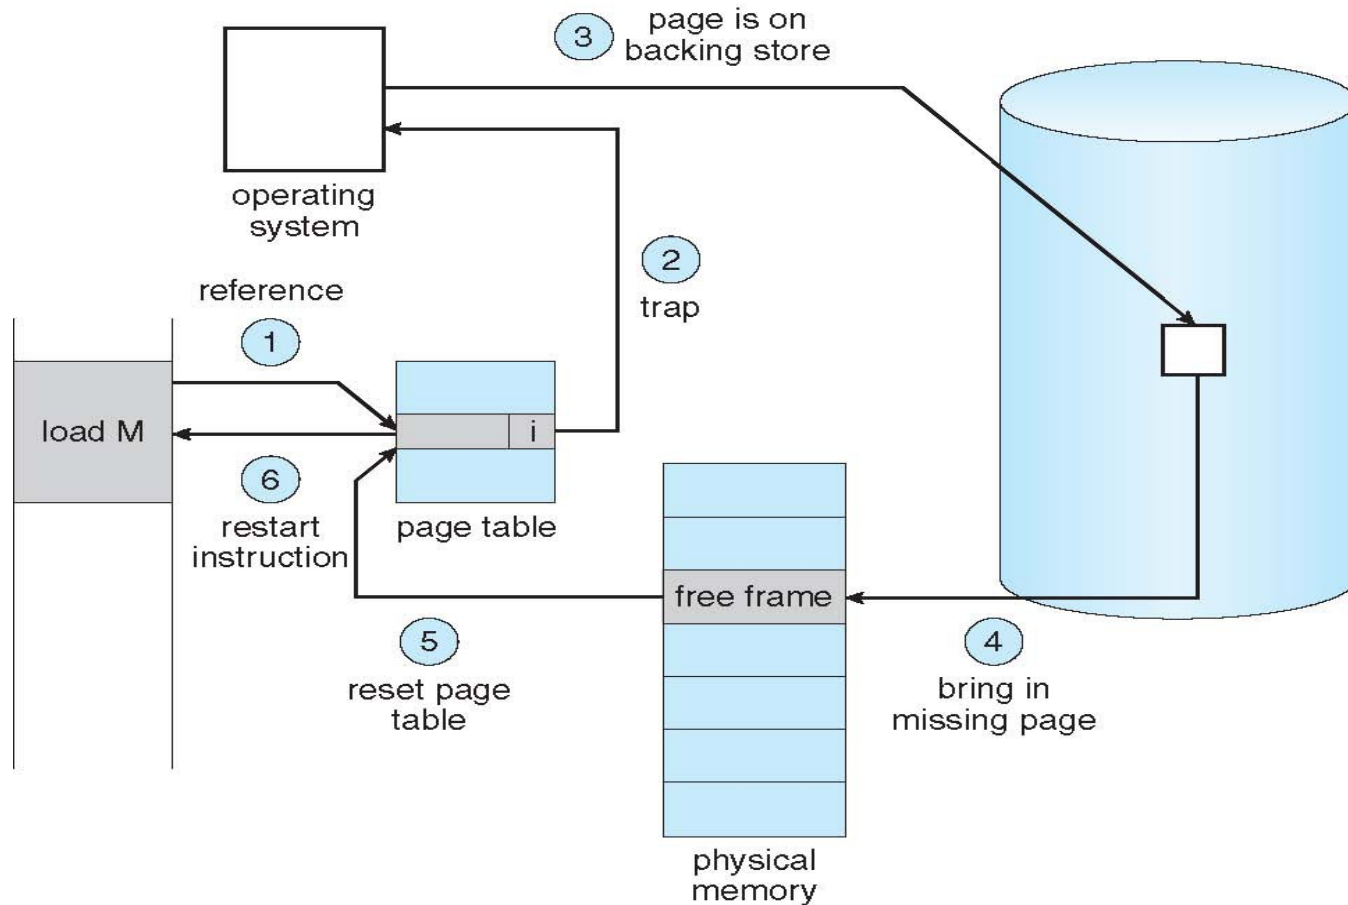 3
page is on
backing store
operating
system
2
trap
reference
1
load M
i
6
restart
instruction
page table
free frame
5
reset page
table
4
bring in
missing page
physical
memory